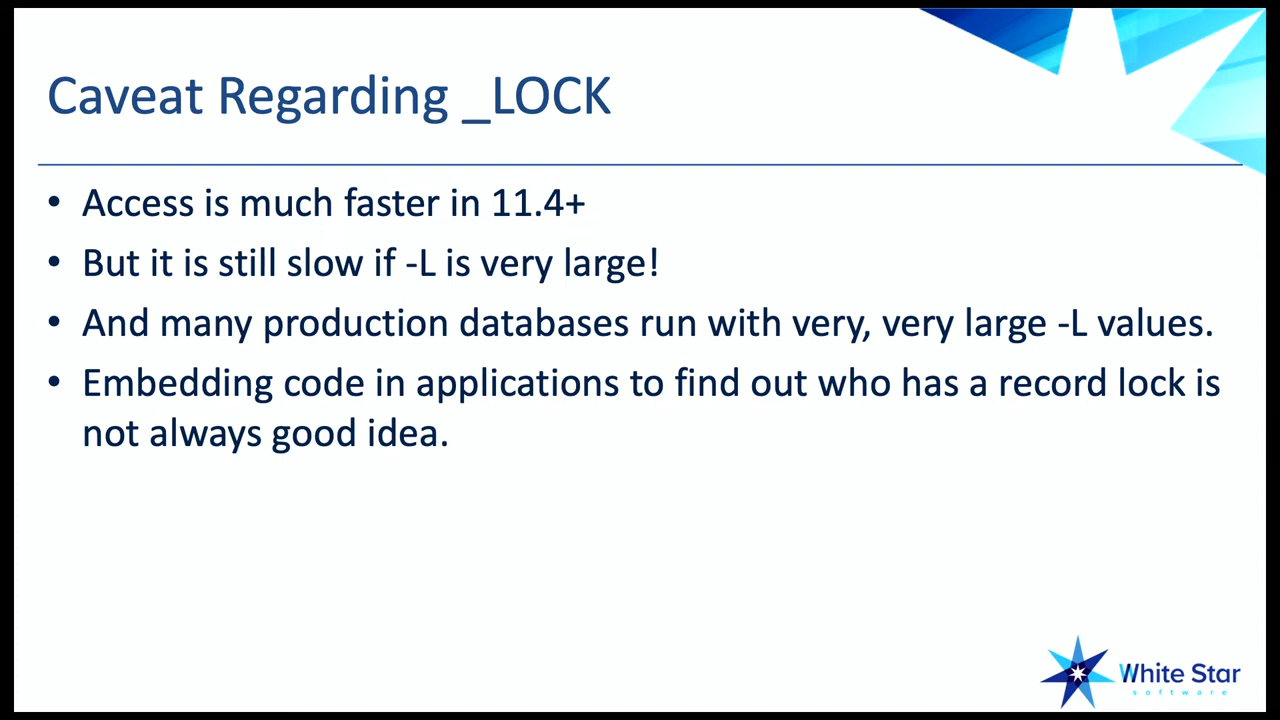 Caveat Regarding _LOCK
• Access is much faster in 11.4+
• But it is still slow if -L is very large!
• And many production databases run with very, very large -L values.
• Embedding code in applications to find out who has a record lock is
not always good idea.
White Star
software